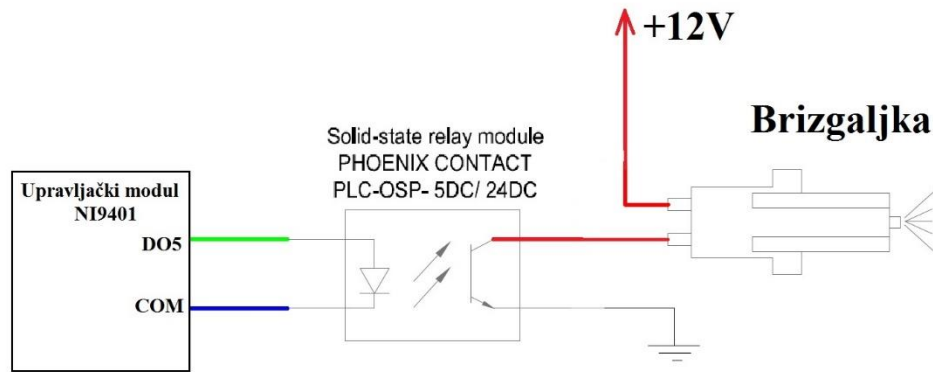 +12V
Brizgaljka
Solid-state relay module
PHOENIX CONTACT
PLC-OSP- 5DC/ 24DC
Upravljački modul
NI9401
DO5
COM